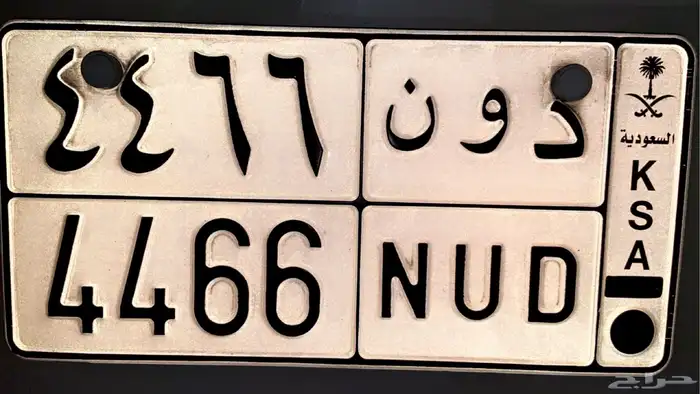 ٤٤٦٦ د و ن
4466 NUD
السعودية
K
S
A
حراج